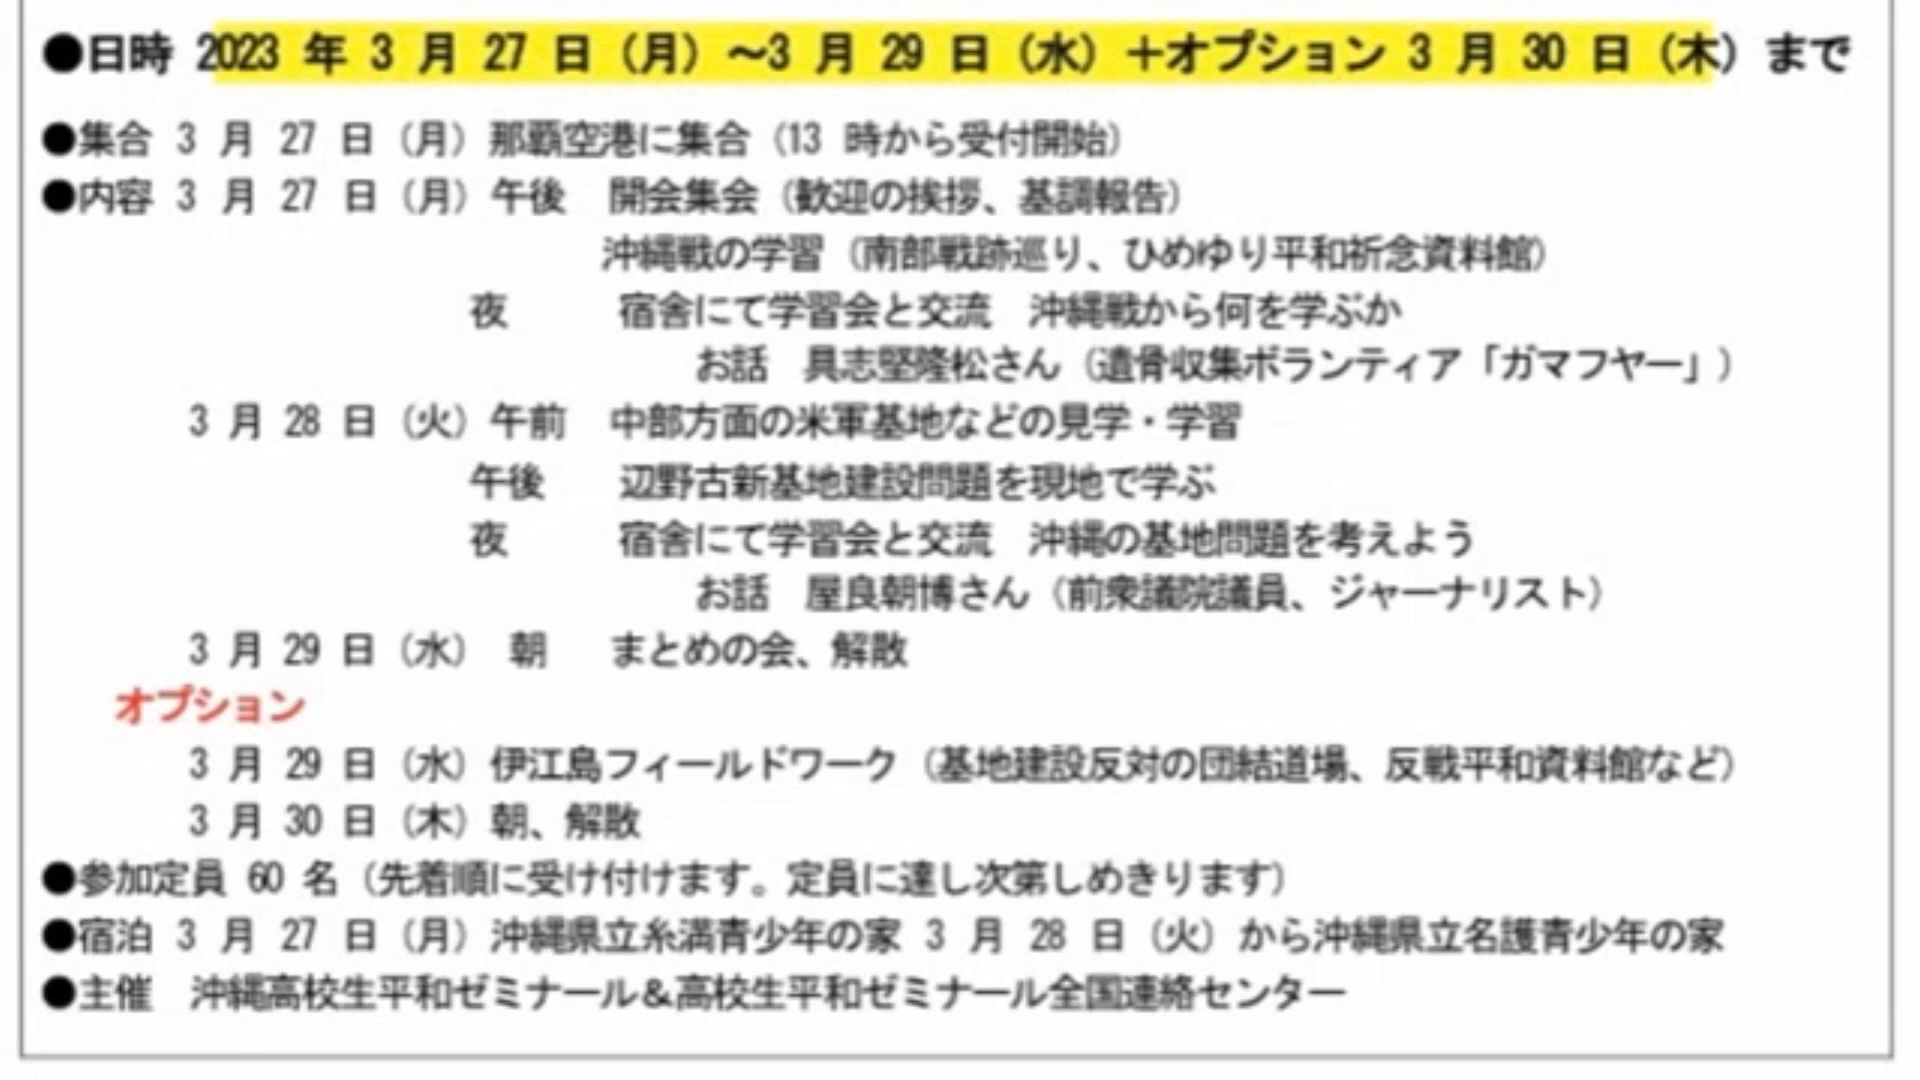 ●日時 2023 年 3 月 27 日（月）～3 月 29 日（水）＋オプション 3 月 30 日（木）まで
●集合 3 月 27 日（月）那覇空港に集合（13 時から受付開始）
●内容 3 月 27 日（月）午後 開会集会（歓迎の挨拶、基調報告）
沖縄戦の学習（南部戦跡巡り、ひめゆり平和祈念資料館）
夜 宿舎にて学習会と交流 沖縄戦から何を学ぶか
お話 具志堅隆松さん（遺骨収集ボランティア「ガマフヤー」）
3 月 28 日（火）午前 中部方面の米軍基地などの見学・学習
午後 辺野古新基地建設問題を現地で学ぶ
夜 宿舎にて学習会と交流 沖縄の基地問題を考えよう
お話 屋良朝博さん（前衆議院議員、ジャーナリスト）
3 月 29 日（水） 朝 まとめの会、解散
オプション
3 月 29 日（水）伊江島フィールドワーク（基地建設反対の団結道場、反戦平和資料館など）
3 月 30 日（木）朝、解散
●参加定員 60 名（先着順に受け付けます。定員に達し次第しめきります）
●宿泊 3 月 27 日（月）沖縄県立糸満青少年の家 3 月 28 日（火）から沖縄県立名護青少年の家
●主催 沖縄高校生平和ゼミナール＆高校生平和ゼミナール全国連絡センター